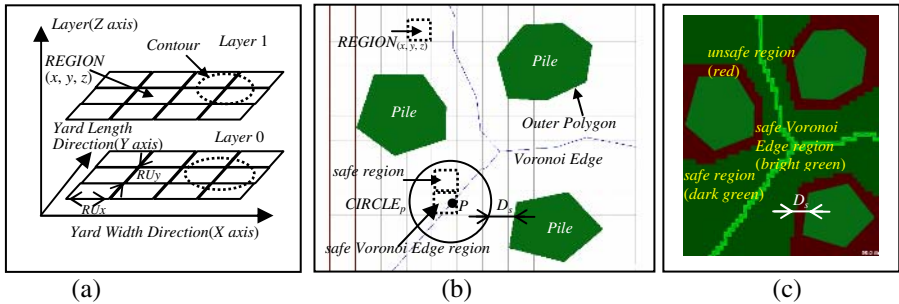 Layer(Z axis)
Contour
Layer 1
REGION
(x, y, z)
Yard Length
Direction(Y axis)
Layer 0
RUy
RUx
Yard Width Direction(X axis)
(a)
REGION(x, y, z)
Pile
Pile
Outer Polygon
Voronoi Edge
safe region
CIRCLEp
P
Ds
Pile
safe Voronoi Edge region
(b)
unsafe region
(red)
safe Voronoi
Edge region
(bright green)
safe region
(dark green)
Ds
(c)